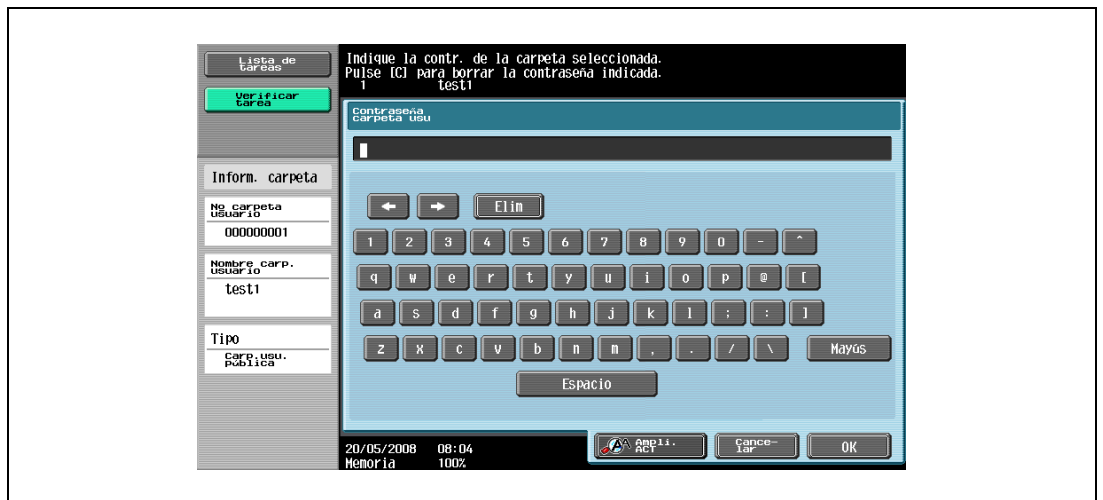 Lista de
tareas
Verificar
tarea
Inform. carpeta
No carpeta
usuario
000000001
Nombre carp.
usuario
test1
Tipo
Carp.usu.
pública
Indique la contr. de la carpeta seleccionada.
Pulse [C] para borrar la contraseña indicada.
1 test1
Contraseña
carpeta usu
Elim
1 2 3 4 5 6 7 8 9 0 - ^
q w e r t y u i o p @ [
a s d f g h j k l ; : ]
z x c v b n m , . / \ Mayús
Espacio
20/05/2008 08:04
Memoria 100%
Ampli.
ACT
Cance-
lar
OK